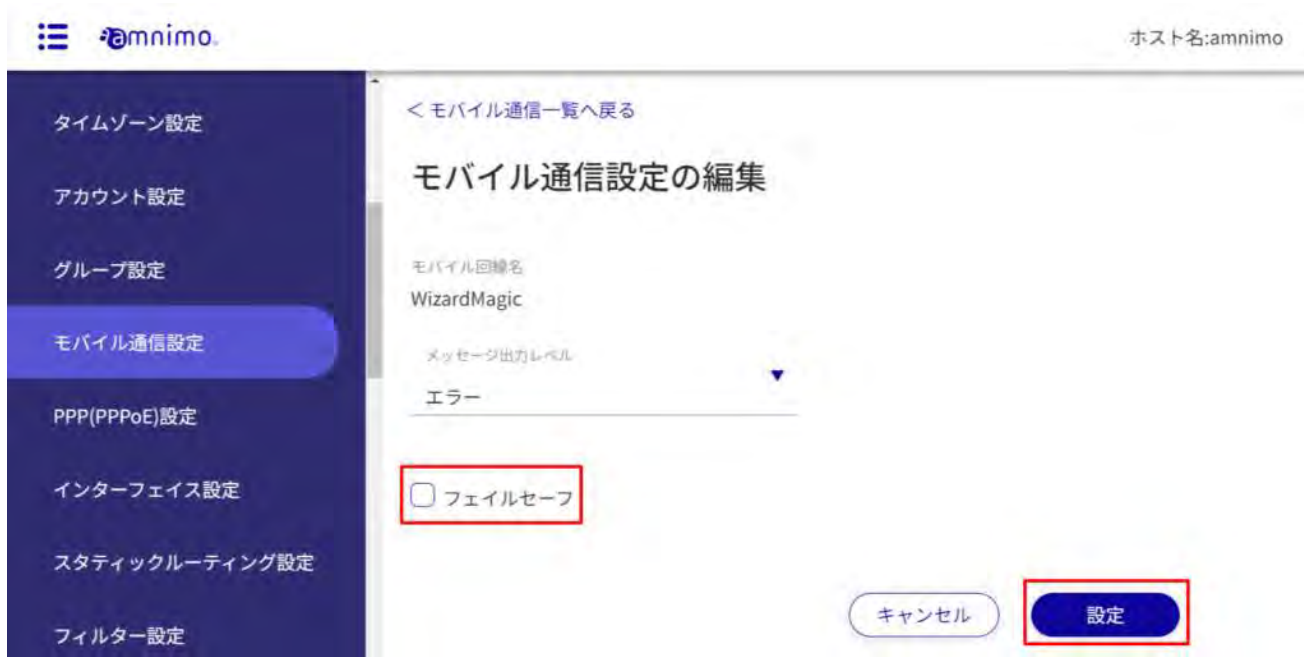 amnimo
ホスト名:amnimo
タイムゾーン設定
アカウント設定
グループ設定
モバイル通信設定
PPP(PPPoE)設定
インターフェイス設定
スタティックルーティング設定
フィルター設定
＜モバイル通信一覧へ戻る
モバイル通信設定の編集
モバイル回線名
WizardMagic
メッセージ出力レベル
エラー
フェイルセーフ
キャンセル
設定